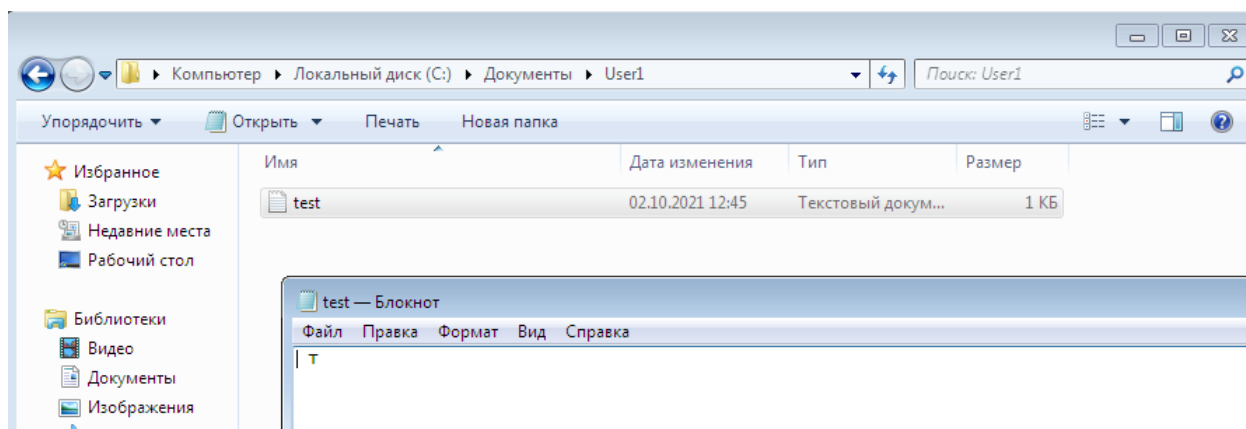 Компьютер ▸ Локальный диск (C:) ▸ Документы ▸ User1
Поиск: User1
Упорядочить ▼ Открыть ▼ Печать Новая папка
Имя Дата изменения Тип Размер
test 02.10.2021 12:45 Текстовый докум... 1 КБ
Избранное
Загрузки
Недавние места
Рабочий стол
Библиотеки
Видео
Документы
Изображения
test — Блокнот
Файл Правка Формат Вид Справка
т